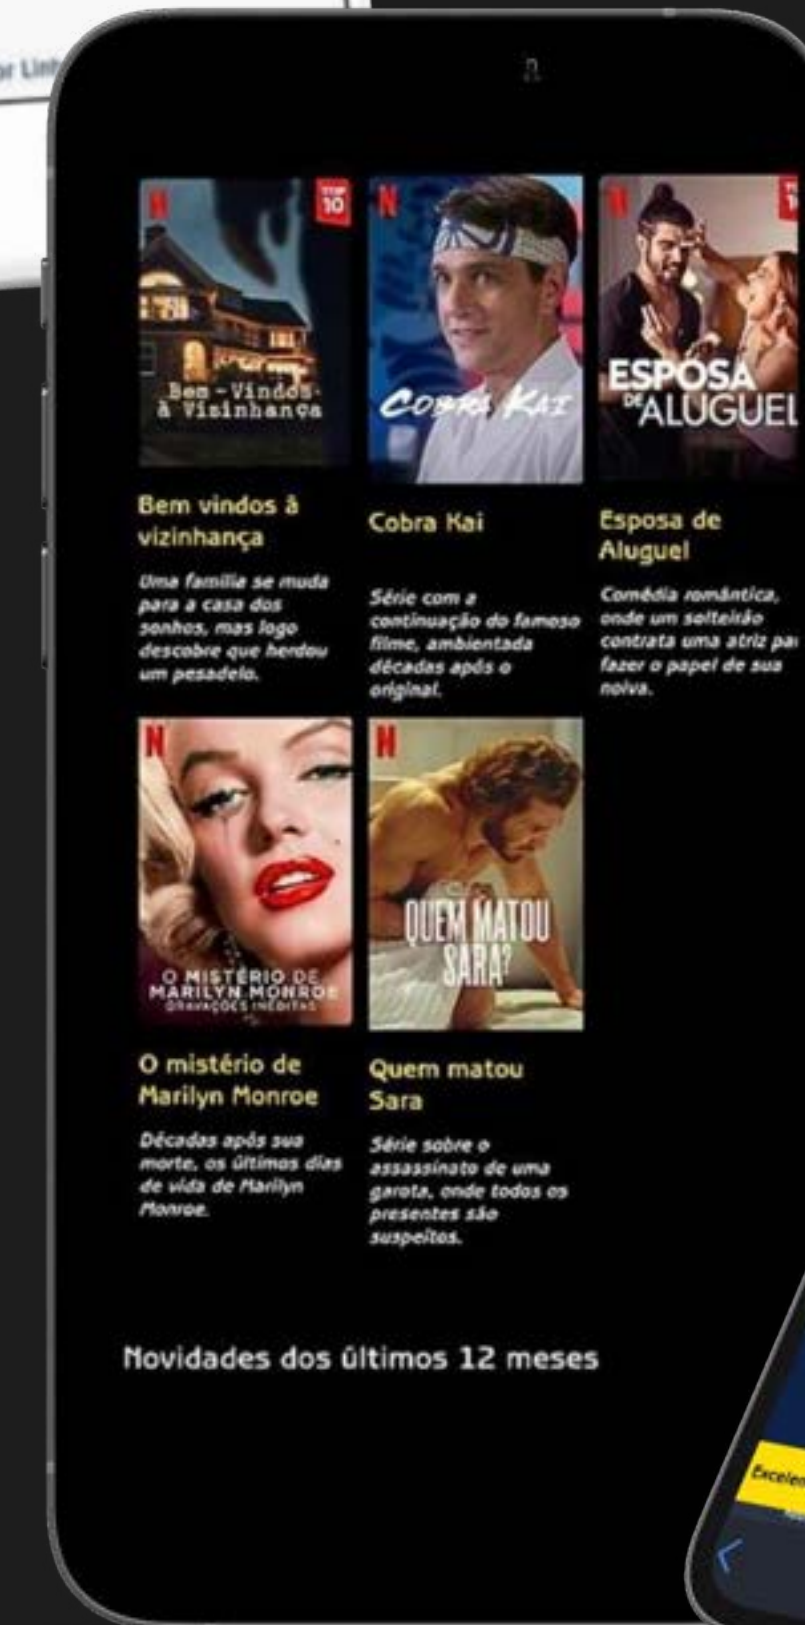 or Lin
n
TOP
10
N
Bem-Vindos
à Vizinhança
N
COBRA KAI
N
ESPOSA
DE ALUGUEL
Bem vindos à
vizinhança
Cobra Kai
Esposa de
Aluguel
Uma família se muda
para a casa dos
sonhos, mas logo
descobre que herdou
um pesadelo.
Série com a
continuação do famoso
filme, ambientada
décadas após o
original.
Comédia romântica,
onde um solteirão
contrata uma atriz pa
fazer o papel de sua
noiva.
N
O MISTÉRIO DE
MARILYN MONROE
GRAVAÇÕES INÉDITAS
N
QUEM MATOU
SARA?
O mistério de
Marilyn Monroe
Quem matou
Sara
Décadas após sua
morte, os últimos dias
de vida de Marilyn
Monroe.
Série sobre o
assassinato de uma
garota, onde todos os
presentes são
suspeitos.
Novidades dos últimos 12 meses
Excelen